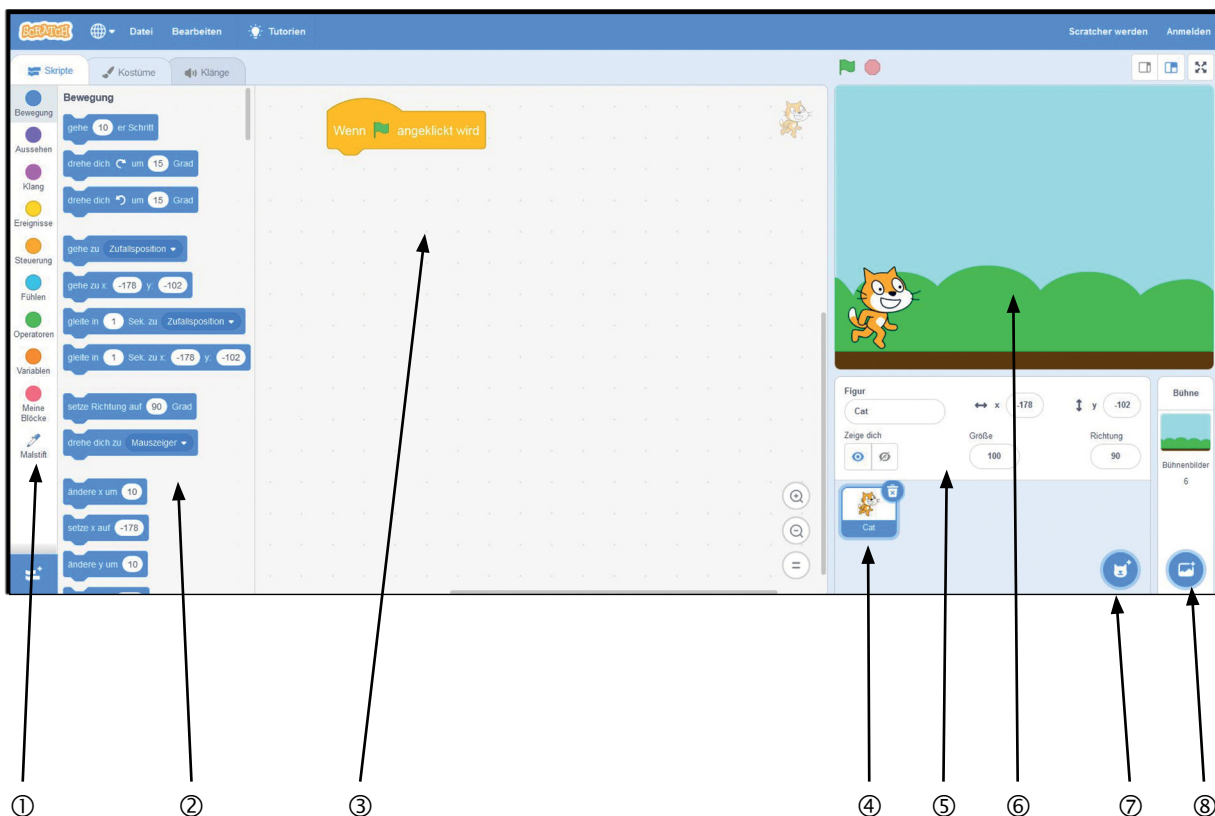 SCRATCH Datei Bearbeiten Tutorien Scratcher werden Anmelden
Skripte Kostüme Klänge
Bewegung
Aussehen
Klang
Ereignisse
Steuerung
Fühlen
Operatoren
Variablen
Meine
Blöcke
Malstift
Bewegung
gehe 10 er Schritt
drehe dich um 15 Grad
drehe dich um 15 Grad
gehe zu Zufallsposition
gehe zu x: -178 y: -102
gleite in 1 Sek. zu Zufallsposition
gleite in 1 Sek. zu x: -178 y: -102
setze Richtung auf 90 Grad
drehe dich zu Mauszeiger
ändere x um 10
setze x auf -178
ändere y um 10
Wenn angeklickt wird
=
Figur
Cat x -178 y -102
Zeige dich Größe Richtung
100 90
Cat
Bühne
Bühnenbilder
6
① ② ③ ④ ⑤ ⑥ ⑦ ⑧